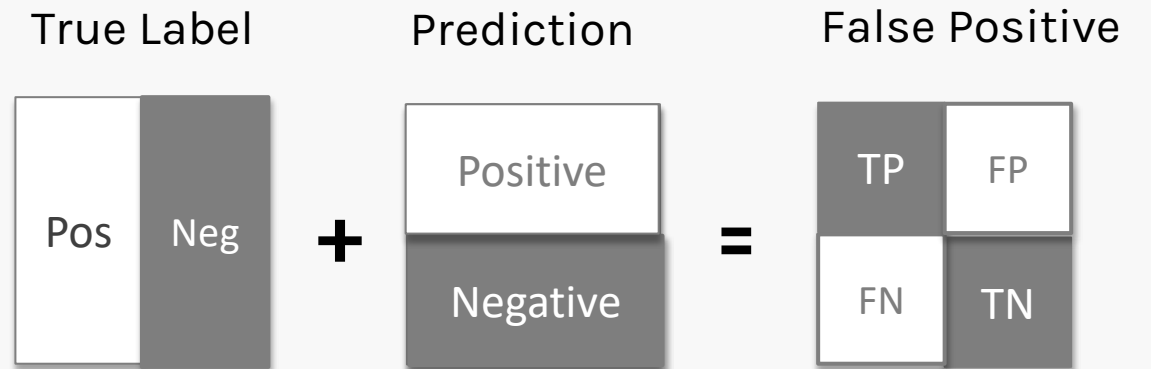 True Label
Prediction
False Positive
Pos
Neg
+
Positive
Negative
=
TP
FP
FN
TN